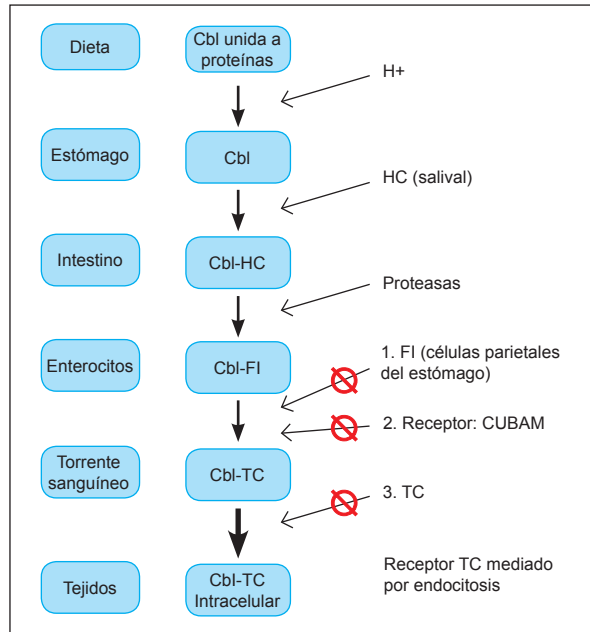 Dieta
Cbl unida a
proteínas
H+
Estómago
Cbl
HC (salival)
Intestino
Cbl-HC
Proteasas
Enterocitos
Cbl-FI
1. FI (células parietales
del estómago)
2. Receptor: CUBAM
Torrente
sanguíneo
Cbl-TC
3. TC
Tejidos
Cbl-TC
Intracelular
Receptor TC mediado
por endocitosis